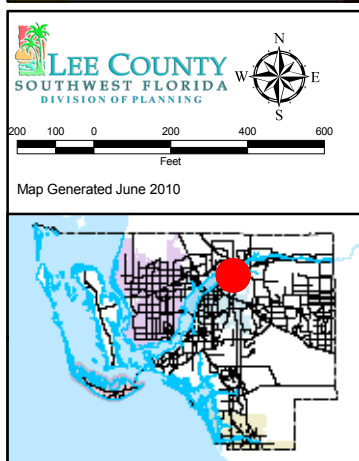 LEE COUNTY
SOUTHWEST FLORIDA
DIVISION OF PLANNING
N
W E
S
200 100 0 200 400 600
Feet
Map Generated June 2010